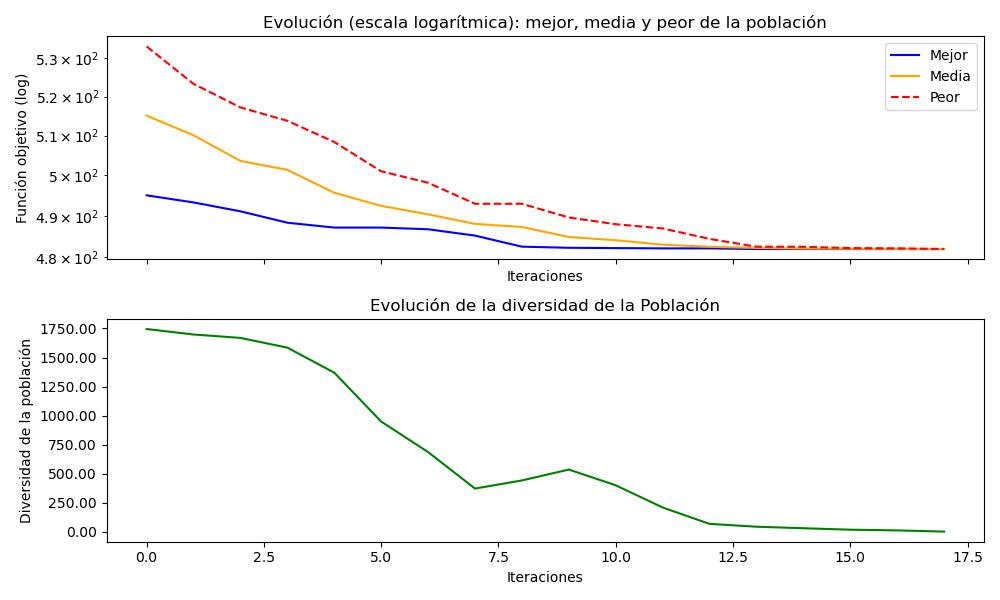 Evolución (escala logarítmica): mejor, media y peor de la población
Función objetivo (log)
5.3 × 10²
5.2 × 10²
5.1 × 10²
5 × 10²
4.9 × 10²
4.8 × 10²
Mejor
Media
Peor
Iteraciones
Evolución de la diversidad de la Población
Diversidad de la población
1750.00
1500.00
1250.00
1000.00
750.00
500.00
250.00
0.00
0.0 2.5 5.0 7.5 10.0 12.5 15.0 17.5
Iteraciones